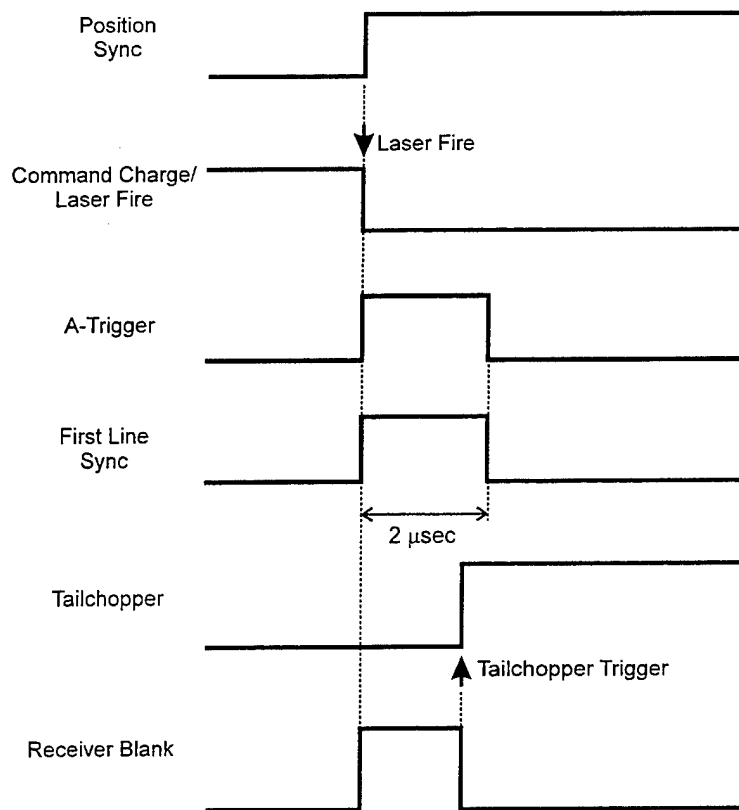 Position
Sync
Laser Fire
Command Charge/
Laser Fire
A-Trigger
First Line
Sync
2 μsec
Tailchopper
Tailchopper Trigger
Receiver Blank